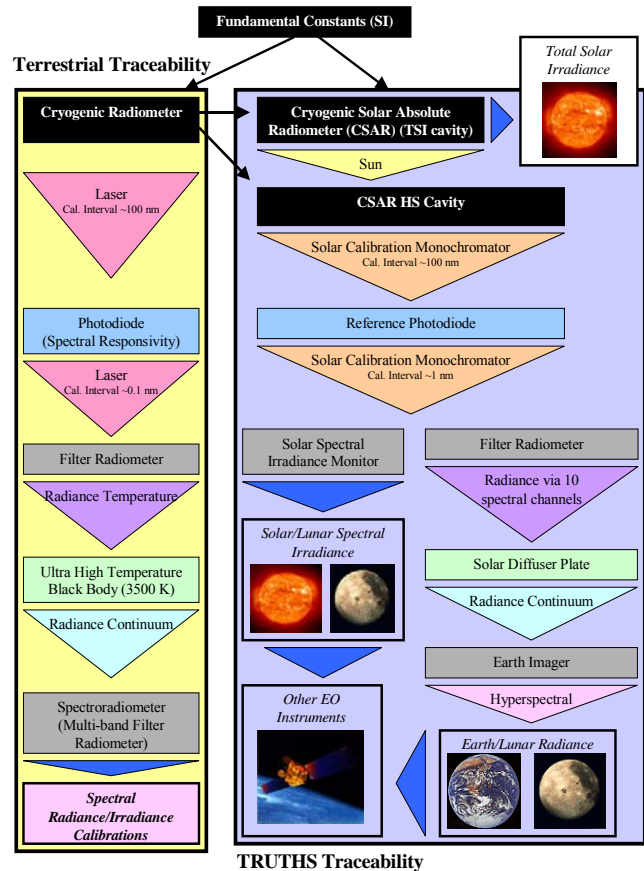 Fundamental Constants (SI)
Terrestrial Traceability
Cryogenic Radiometer
Laser
Cal. Interval ~100 nm
Photodiode
(Spectral Responsivity)
Laser
Cal. Interval ~0.1 nm
Filter Radiometer
Radiance Temperature
Ultra High Temperature
Black Body (3500 K)
Radiance Continuum
Spectroradiometer
(Multi-band Filter
Radiometer)
Spectral
Radiance/Irradiance
Calibrations
Cryogenic Solar Absolute
Radiometer (CSAR) (TSI cavity)
Total Solar
Irradiance
Sun
CSAR HS Cavity
Solar Calibration Monochromator
Cal. Interval ~100 nm
Reference Photodiode
Solar Calibration Monochromator
Cal. Interval ~1 nm
Solar Spectral
Irradiance Monitor
Solar/Lunar Spectral
Irradiance
Other EO
Instruments
Filter Radiometer
Radiance via 10
spectral channels
Solar Diffuser Plate
Radiance Continuum
Earth Imager
Hyperspectral
Earth/Lunar Radiance
TRUTHS Traceability